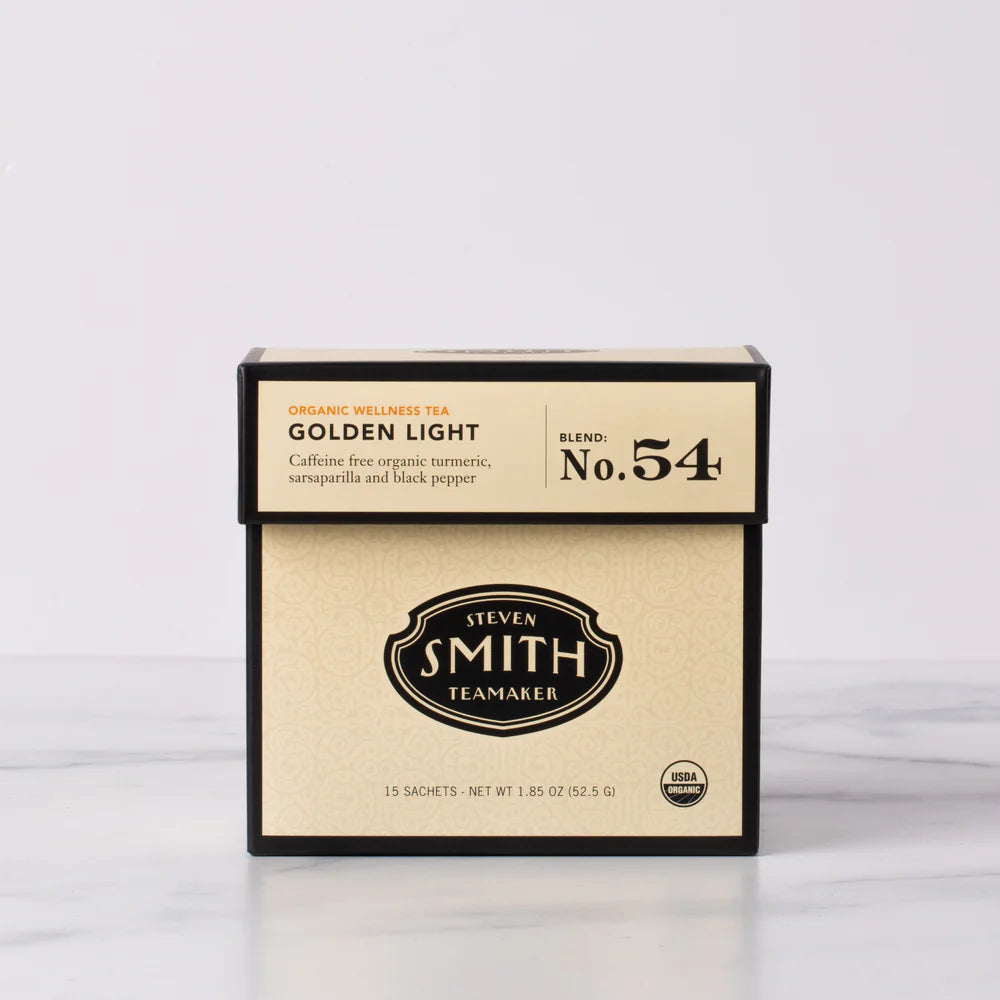 ORGANIC WELLNESS TEA
GOLDEN LIGHT
Caffeine free organic turmeric,
sarsaparilla and black pepper
BLEND:
No.54
STEVEN
SMITH
TEAMAKER
15 SACHETS - NET WT 1.85 OZ (52.5 G)
USDA
ORGANIC